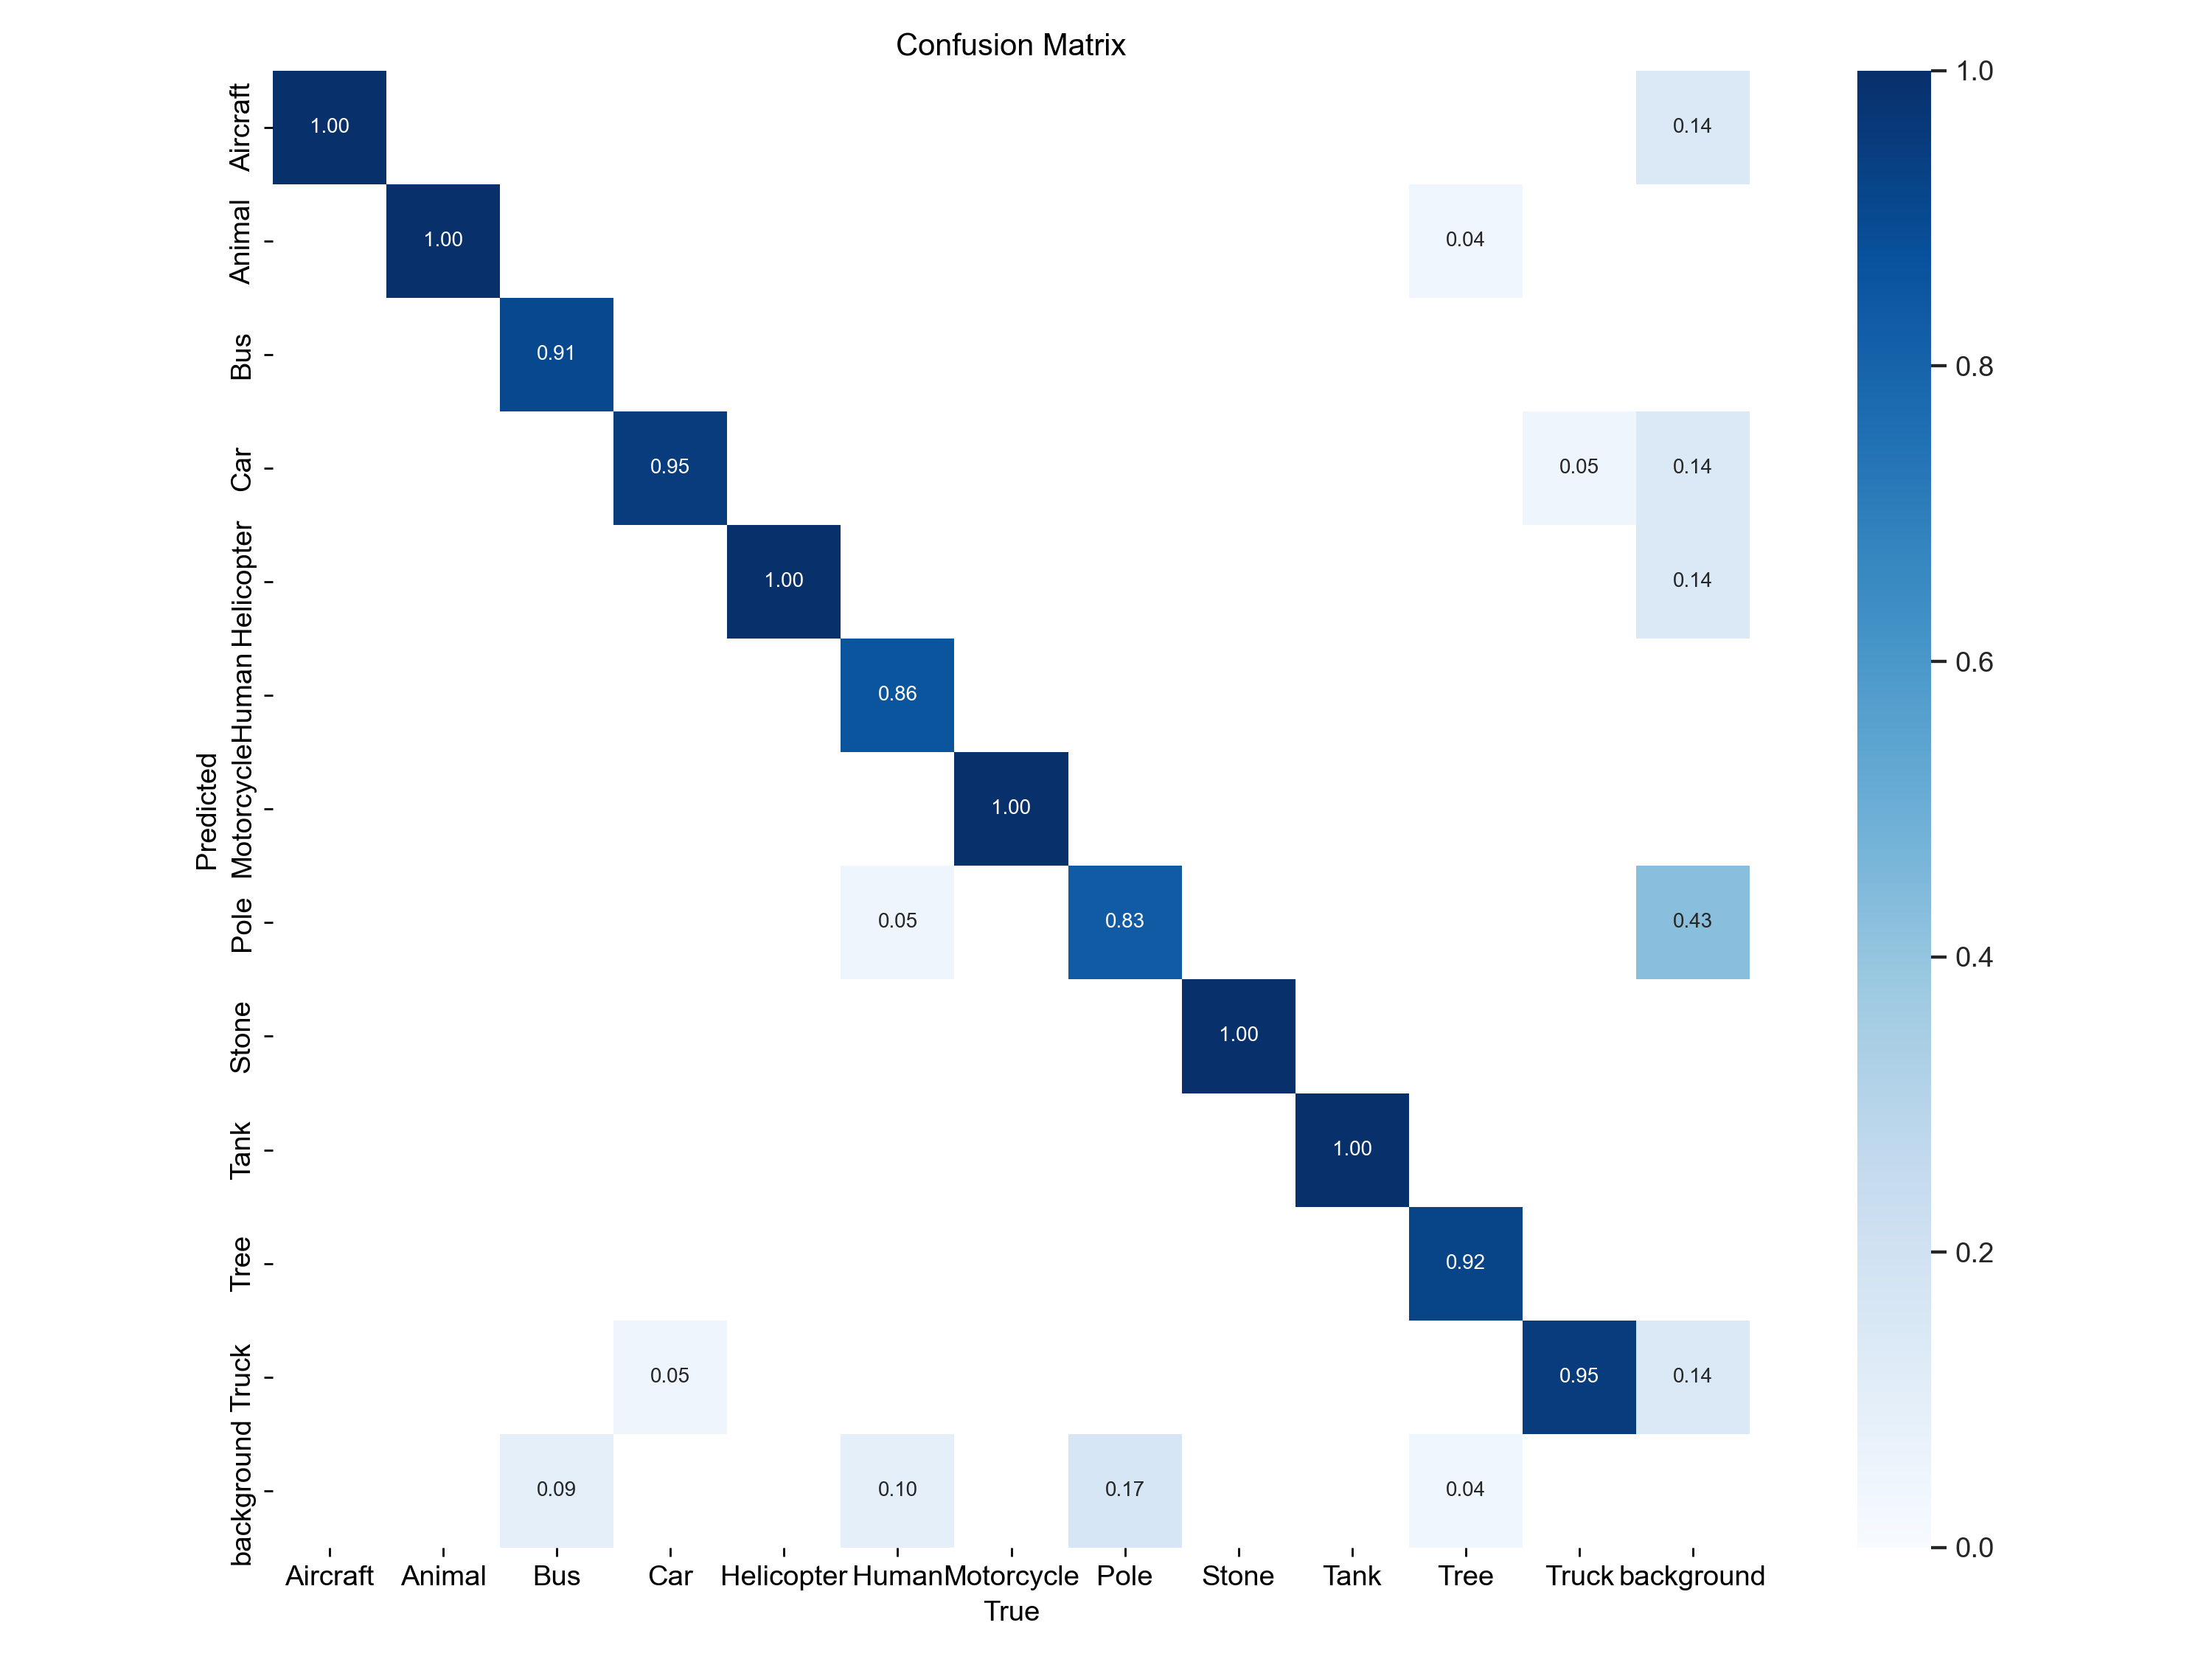 Confusion Matrix
Aircraft 1.00 0.14 1.0
Animal 1.00 0.04
Bus 0.91 0.8
Car 0.95 0.05 0.14
Helicopter 1.00 0.14
Human 0.86 0.6
Motorcycle 1.00
Predicted
Pole 0.05 0.83 0.43 0.4
Stone 1.00
Tank 1.00
Tree 0.92 0.2
Truck 0.05 0.95 0.14
background 0.09 0.10 0.17 0.04 0.0
Aircraft Animal Bus Car Helicopter Human Motorcycle Pole Stone Tank Tree Truck background
True